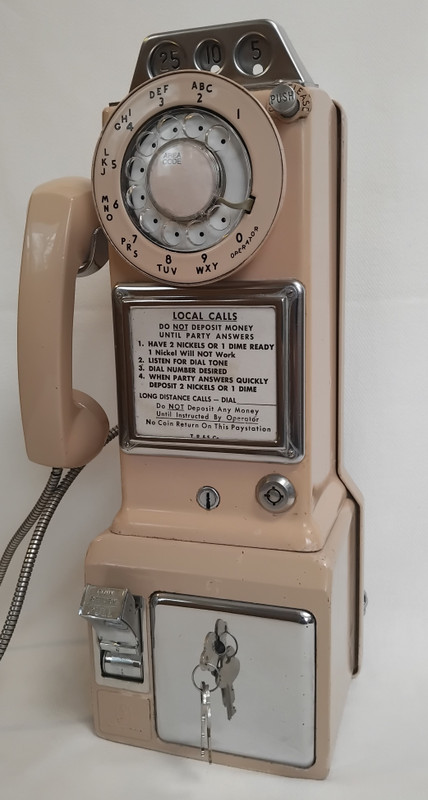 25 10 5
PUSH
ABC
2
DEF
3
1
GHI
4
LKJ
5
MNO
6
PRS
7
TUV
8
WXY
9
OPERATOR
0
AREA
CODE
LOCAL CALLS
DO NOT DEPOSIT MONEY
UNTIL PARTY ANSWERS
1. HAVE 2 NICKELS OR 1 DIME READY
1 Nickel Will NOT Work
2. LISTEN FOR DIAL TONE
3. DIAL NUMBER DESIRED
4. WHEN PARTY ANSWERS QUICKLY
DEPOSIT 2 NICKELS OR 1 DIME
LONG DISTANCE CALLS — DIAL
Do NOT Deposit Any Money
Until Instructed By Operator
No Coin Return On This Paystation